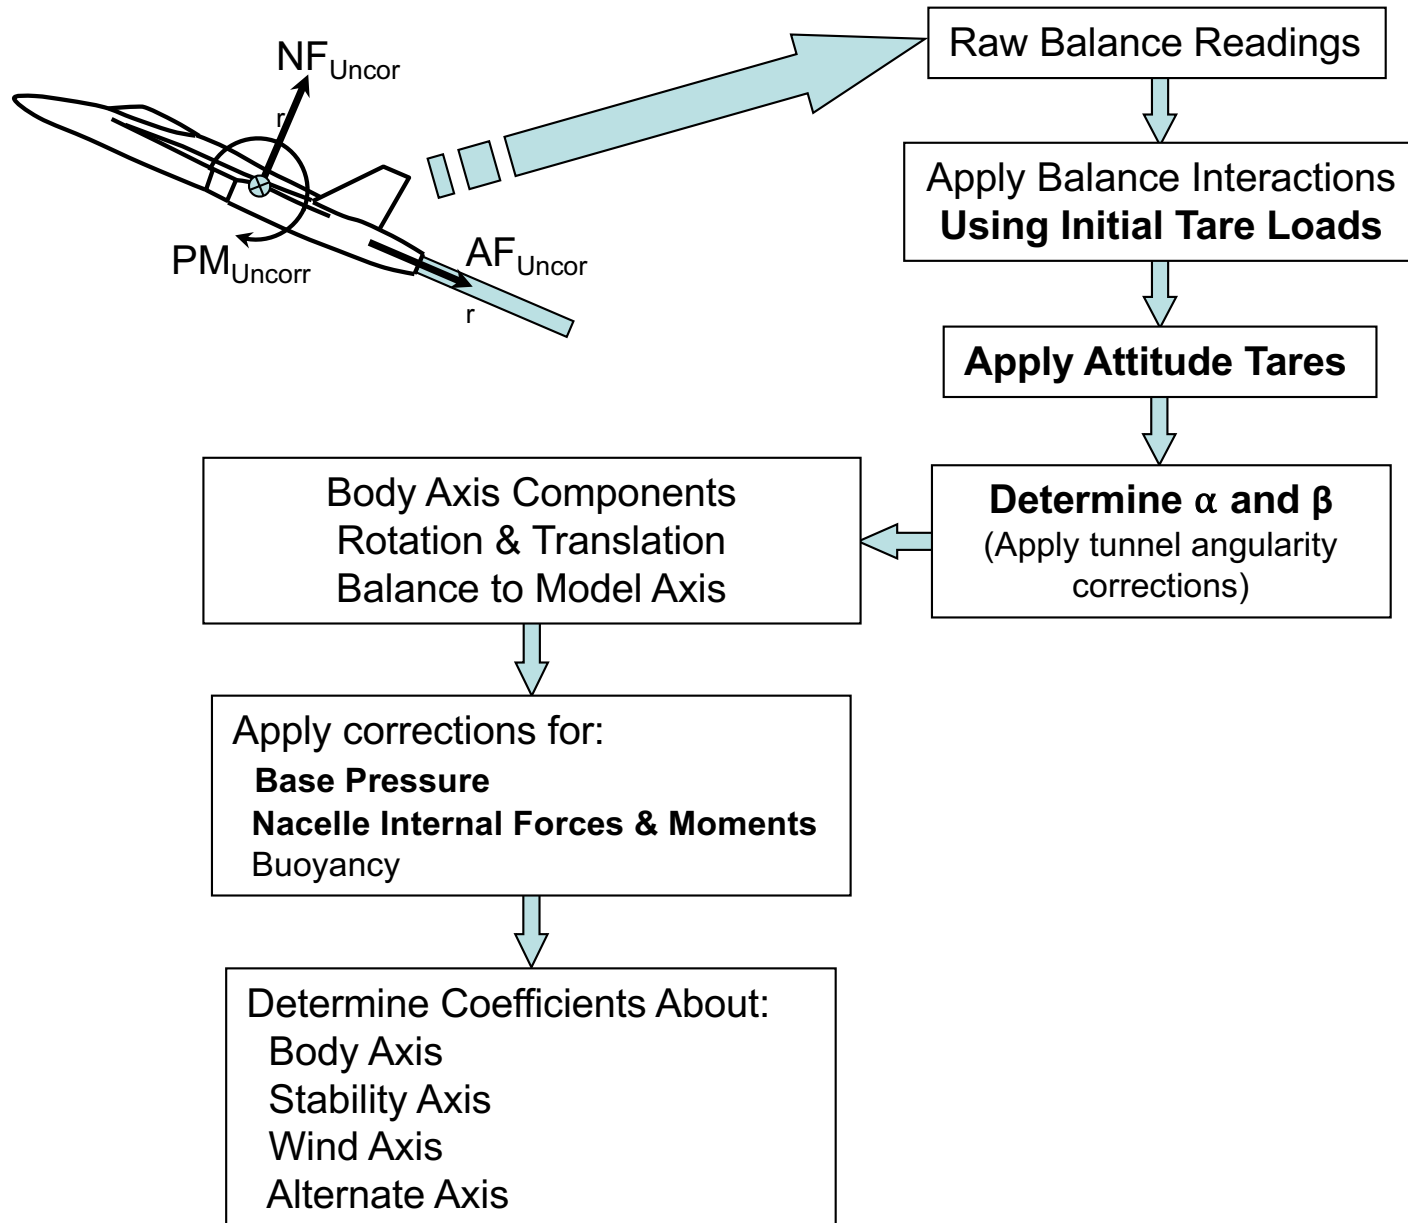 NF Uncor
r
PM Uncorr
AF Uncor
r
Raw Balance Readings
Apply Balance Interactions
Using Initial Tare Loads
Apply Attitude Tares
Determine α and β
(Apply tunnel angularity
corrections)
Body Axis Components
Rotation & Translation
Balance to Model Axis
Apply corrections for:
Base Pressure
Nacelle Internal Forces & Moments
Buoyancy
Determine Coefficients About:
Body Axis
Stability Axis
Wind Axis
Alternate Axis